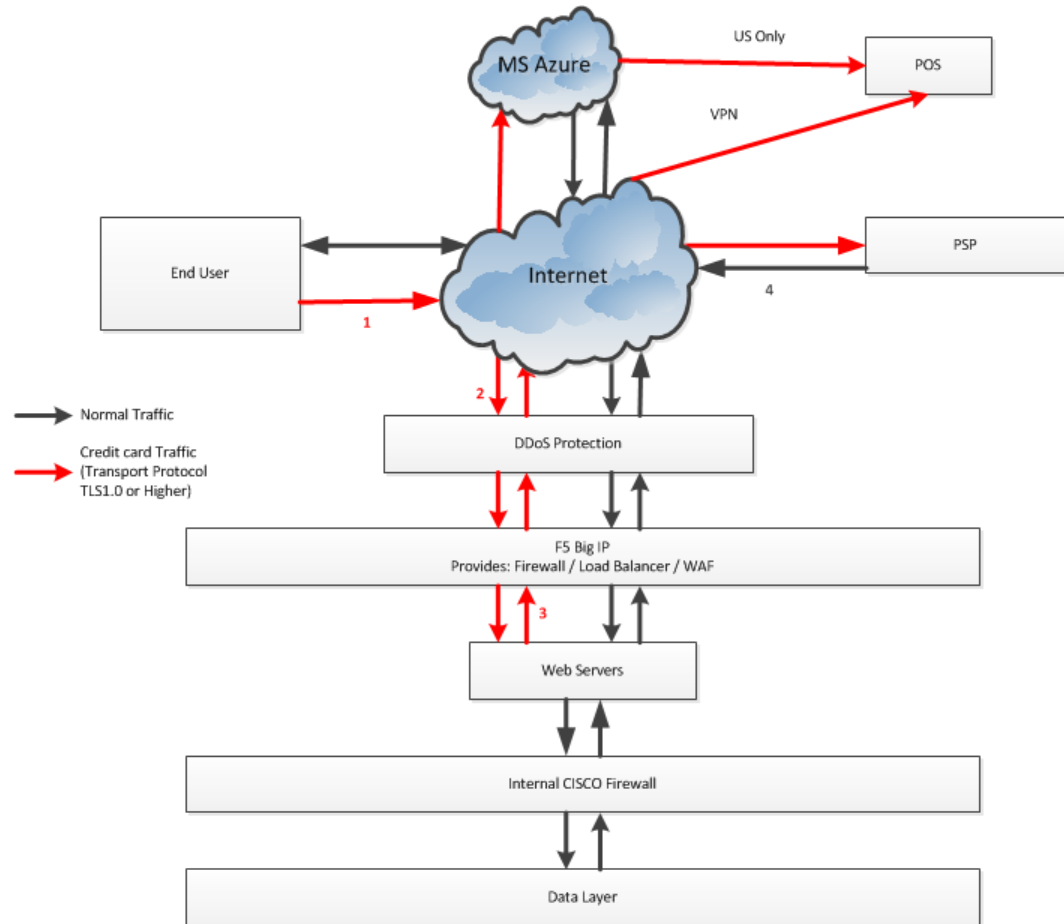 US Only
MS Azure
POS
VPN
End User
Internet
PSP
1
4
2
Normal Traffic
DDoS Protection
Credit card Traffic
(Transport Protocol
TLS1.0 or Higher)
F5 Big IP
Provides: Firewall / Load Balancer / WAF
3
Web Servers
Internal CISCO Firewall
Data Layer